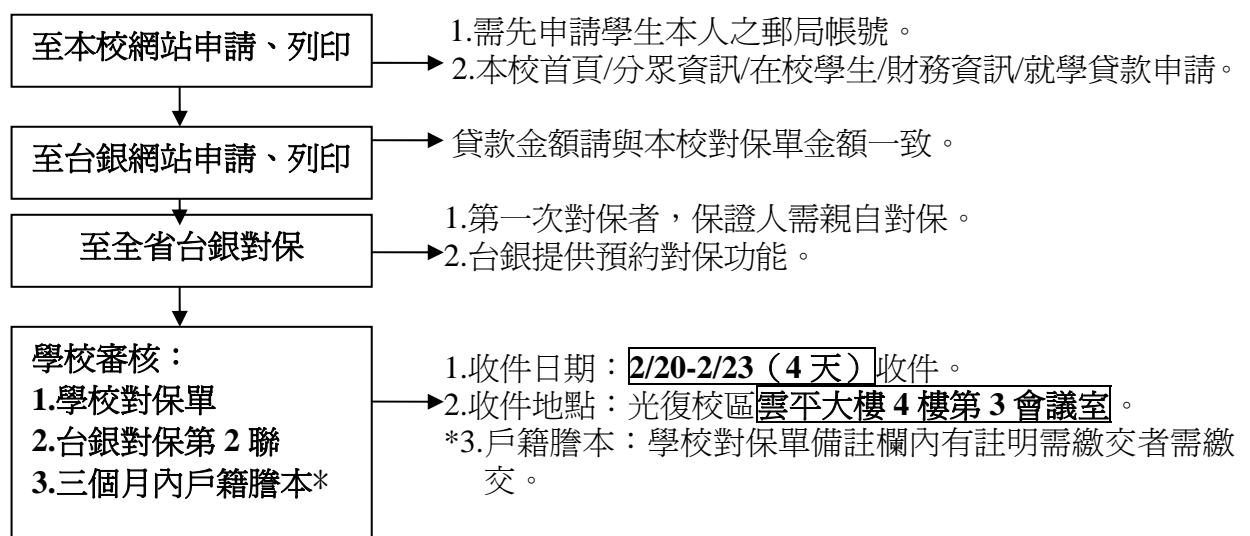 至本校網站申請、列印
1.需先申請學生本人之郵局帳號。
2.本校首頁/分眾資訊/在校學生/財務資訊/就學貸款申請。
至台銀網站申請、列印
貸款金額請與本校對保單金額一致。
至全省台銀對保
1.第一次對保者，保證人需親自對保。
2.台銀提供預約對保功能。
學校審核：
1.學校對保單
2.台銀對保第 2 聯
3.三個月內戶籍謄本*
1.收件日期：2/20-2/23（4 天）收件。
2.收件地點：光復校區雲平大樓 4 樓第 3 會議室。
*3.戶籍謄本：學校對保單備註欄內有註明需繳交者需繳
交。